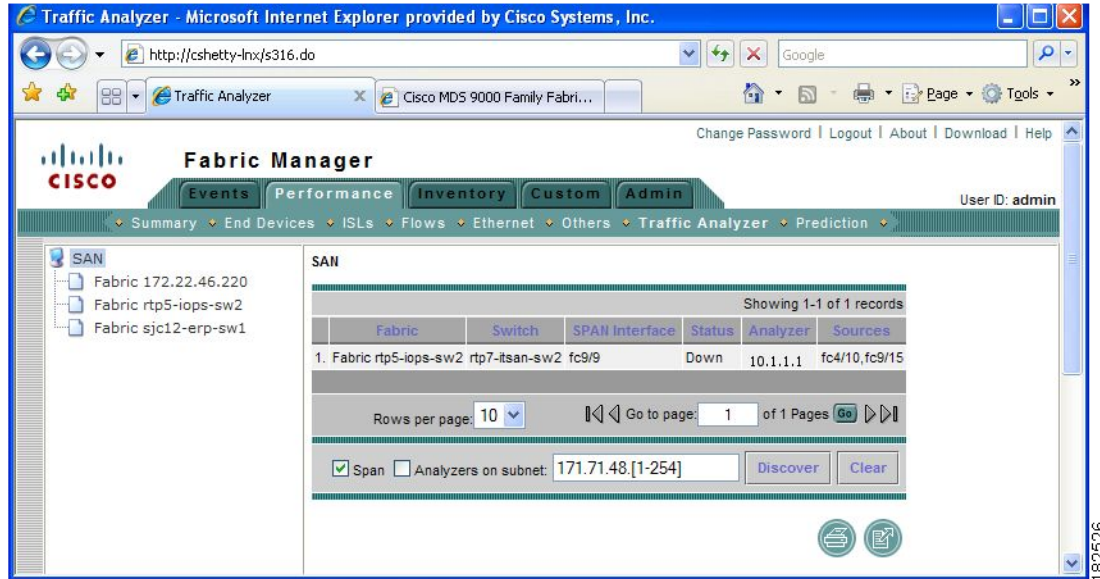 Traffic Analyzer - Microsoft Internet Explorer provided by Cisco Systems, Inc.
http://cshetty-lnx/s316.do
Google
Traffic Analyzer
Cisco MDS 9000 Family Fabri...
Page
Tools
»
Change Password | Logout | About | Download | Help
CISCO
Fabric Manager
Events Performance Inventory Custom Admin
User ID: admin
Summary End Devices ISLs Flows Ethernet Others Traffic Analyzer Prediction
SAN
Fabric 172.22.46.220
Fabric rtp5-iops-sw2
Fabric sjc12-erp-sw1
SAN
Showing 1-1 of 1 records
Fabric Switch SPAN Interface Status Analyzer Sources
1. Fabric rtp5-iops-sw2 rtp7-itsan-sw2 fc9/9 Down 10.1.1.1 fc4/10,fc9/15
Rows per page: 10 Go to page: 1 of 1 Pages Go
Span Analyzers on subnet: 171.71.48.[1-254] Discover Clear
182526